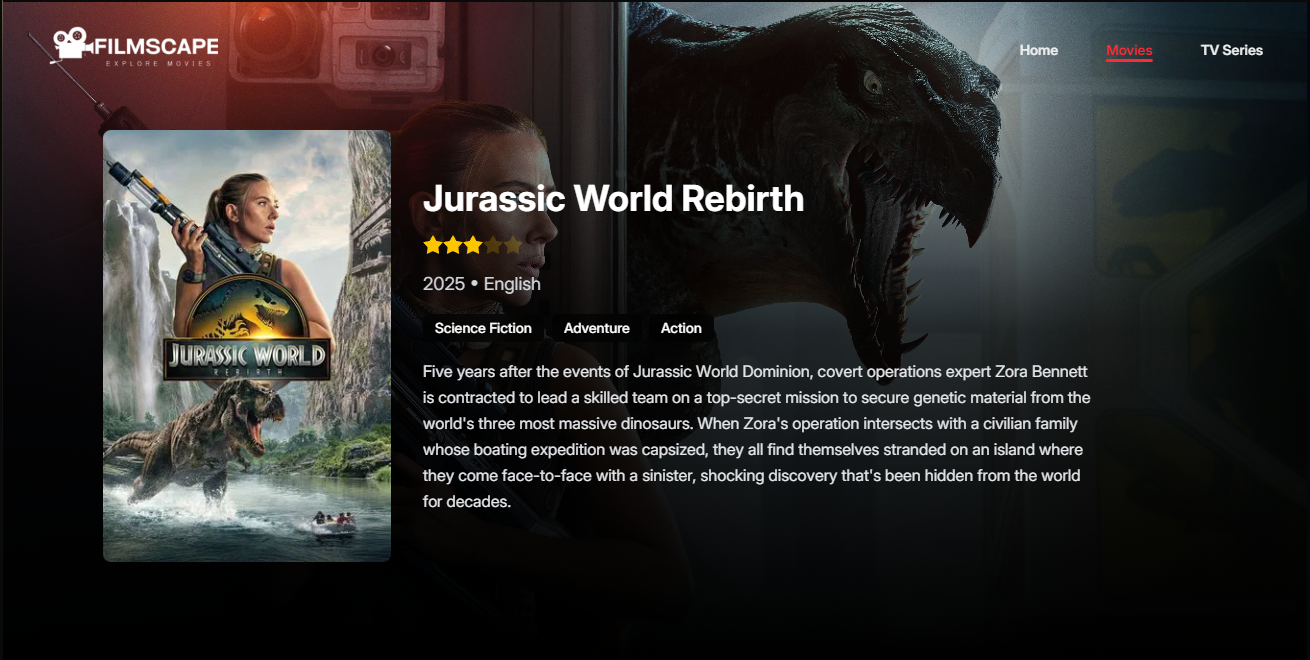 FILMSCAPE
EXPLORE MOVIES
Home
Movies
TV Series
JURASSIC WORLD
REBIRTH
Jurassic World Rebirth
2025 • English
Science Fiction
Adventure
Action
Five years after the events of Jurassic World Dominion, covert operations expert Zora Bennett
is contracted to lead a skilled team on a top-secret mission to secure genetic material from the
world's three most massive dinosaurs. When Zora's operation intersects with a civilian family
whose boating expedition was capsized, they all find themselves stranded on an island where
they come face-to-face with a sinister, shocking discovery that's been hidden from the world
for decades.